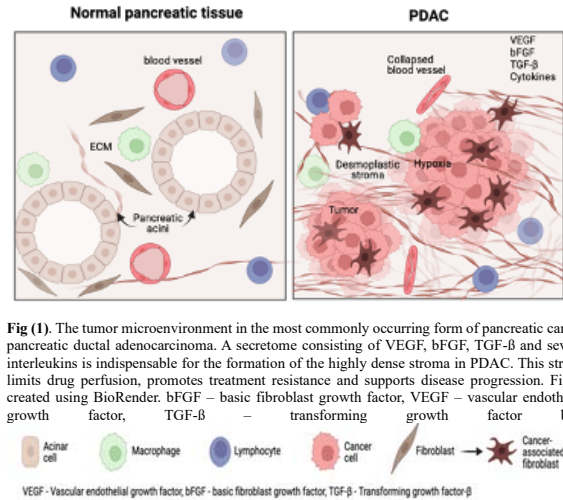 Normal pancreatic tissue
PDAC
blood vessel
ECM
Pancreatic
acini
VEGF
bFGF
TGF-β
Cytokines
Collapsed
blood vessel
Desmoplastic
stroma
Hypoxia
Tumor
Fig (1). The tumor microenvironment in the most commonly occurring form of pancreatic
pancreatic ductal adenocarcinoma. A secretome consisting of VEGF, bFGF, TGF-ß and
interleukins is indispensable for the formation of the highly dense stroma in PDAC. This
limits drug perfusion, promotes treatment resistance and supports disease progression.
created using BioRender. bFGF – basic fibroblast growth factor, VEGF – vascular
growth factor, TGF-ß – transforming growth factor
Acinar
cell
Macrophage
Lymphocyte
Cancer
cell
Fibroblast
Cancer-
associated
fibroblast
VEGF - Vascular endothelial growth factor, bFGF - basic fibroblast growth factor, TGF-β - Transforming growth factor-β